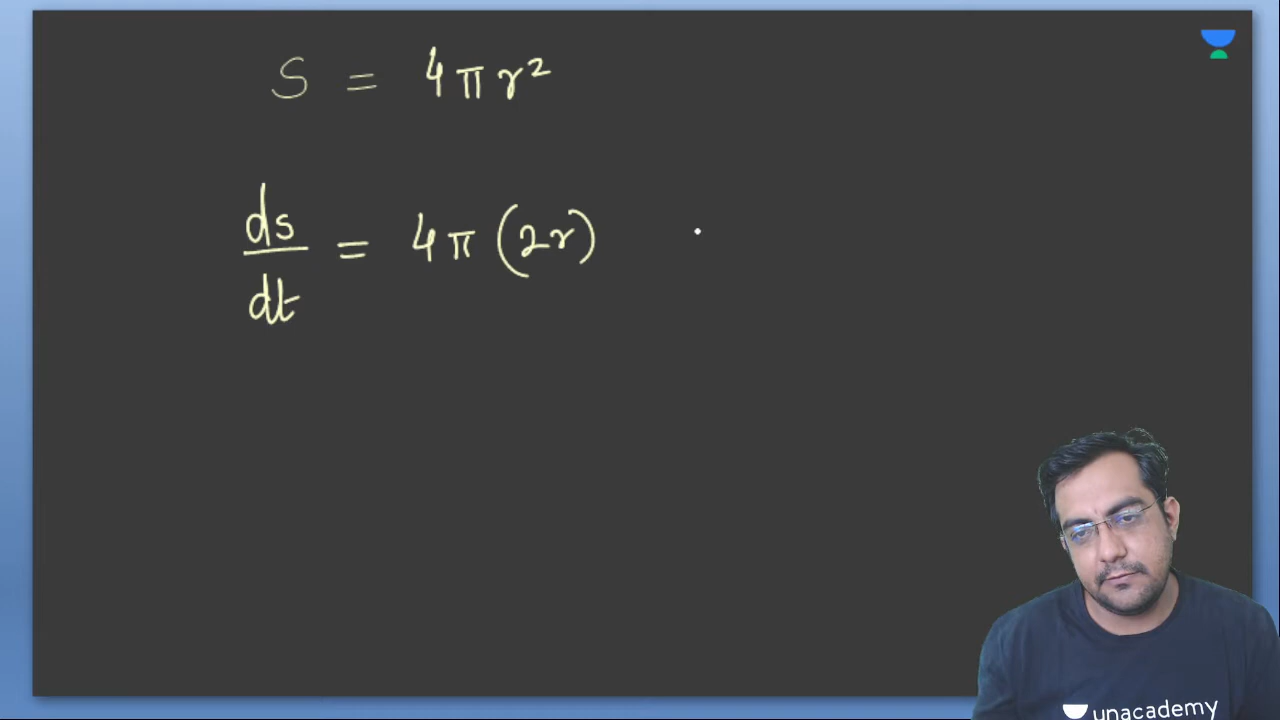 S = 4πr²
ds/dt = 4π (2r)
unacademy